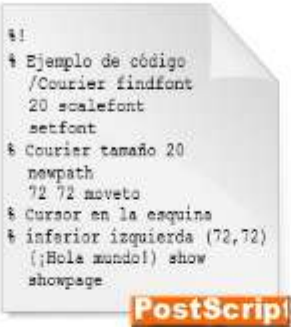 %!
% Ejemplo de código
/Courier findfont
20 scalefont
setfont
% Courier tamaño 20
newpath
72 72 moveto
% Cursor en la esquina
% inferior izquierda (72,72)
(¡Hola mundo!) show
showpage
PostScript